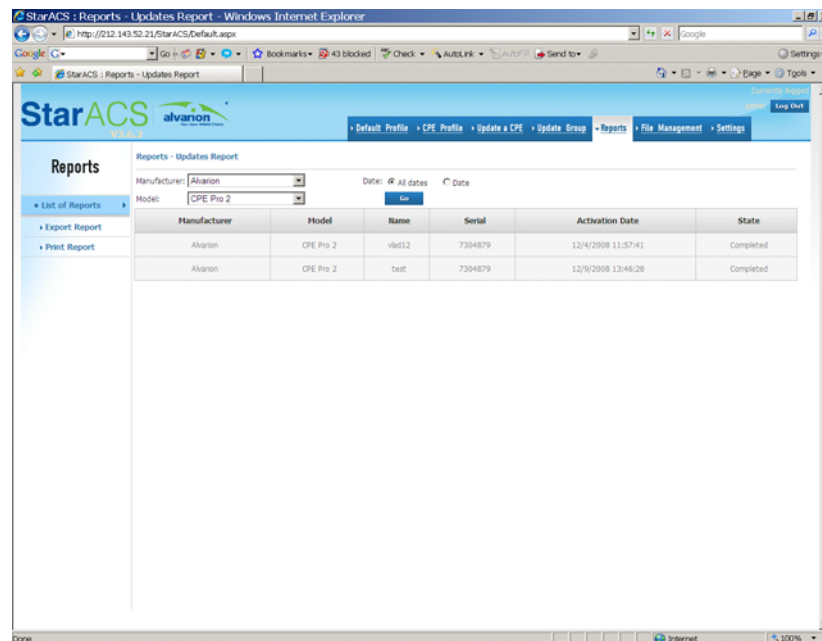 StarACS : Reports - Updates Report - Windows Internet Explorer
http://212.143.52.21/StarACS/Default.aspx
Google
Google G Go Bookmarks 43 blocked Check AutoLink AutoFill Send to Settings
StarACS : Reports - Updates Report
Page Tools
Currently logged
admin Log Out
StarACS
V.1.6.2
alvarion
Default Profile CPE Profile Update a CPE Update Group Reports File Management Settings
Reports
List of Reports
Export Report
Print Report
Reports - Updates Report
Manufacturer: Alvarion Date: All dates Date
Model: CPE Pro 2 Go
Manufacturer Model Name Serial Activation Date State
Alvarion CPE Pro 2 vlad12 7304879 12/4/2008 11:57:41 Completed
Alvarion CPE Pro 2 test 7304879 12/9/2008 13:46:28 Completed
Done Internet 100%